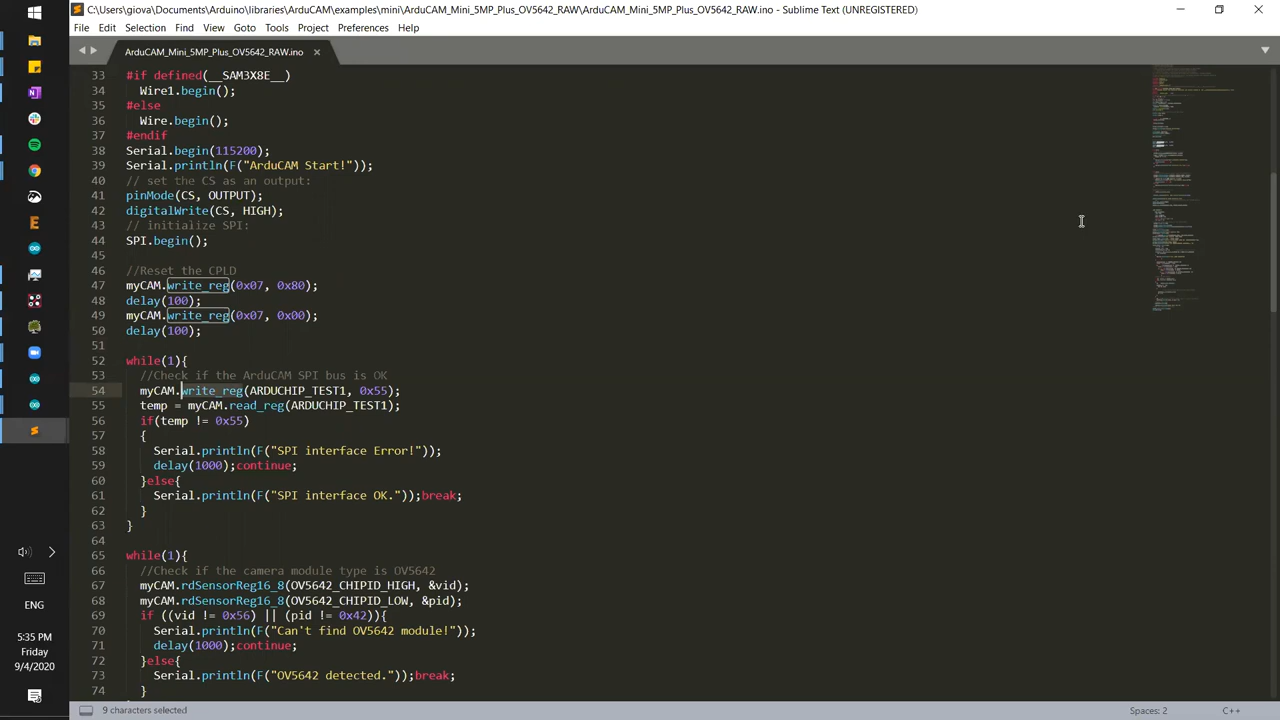 C:\Users\giova\Documents\Arduino\libraries\ArduCAM\examples\mini\ArduCAM_Mini_5MP_Plus_OV5642_RAW\ArduCAM_Mini_5MP_Plus_OV5642_RAW.ino - Sublime Text (UNREGISTERED)
File Edit Selection Find View Goto Tools Project Preferences Help
ArduCAM_Mini_5MP_Plus_OV5642_RAW.ino
33 #if defined(__SAM3X8E__)
34 Wire1.begin();
35 #else
36 Wire.begin();
37 #endif
38 Serial.begin(115200);
39 Serial.println(F("ArduCAM Start!"));
40 // set the CS as an output:
41 pinMode(CS, OUTPUT);
42 digitalWrite(CS, HIGH);
43 // initialize SPI:
44 SPI.begin();
45
46 //Reset the CPLD
47 myCAM.write_reg(0x07, 0x80);
48 delay(100);
49 myCAM.write_reg(0x07, 0x00);
50 delay(100);
51
52 while(1){
53 //Check if the ArduCAM SPI bus is OK
54 myCAM.write_reg(ARDUCHIP_TEST1, 0x55);
55 temp = myCAM.read_reg(ARDUCHIP_TEST1);
56 if(temp != 0x55)
57 {
58 Serial.println(F("SPI interface Error!"));
59 delay(1000);continue;
60 }else{
61 Serial.println(F("SPI interface OK."));break;
62 }
63 }
64
65 while(1){
66 //Check if the camera module type is OV5642
67 myCAM.rdSensorReg16_8(OV5642_CHIPID_HIGH, &vid);
68 myCAM.rdSensorReg16_8(OV5642_CHIPID_LOW, &pid);
69 if ((vid != 0x56) || (pid != 0x42)){
70 Serial.println(F("Can't find OV5642 module!"));
71 delay(1000);continue;
72 }else{
73 Serial.println(F("OV5642 detected."));break;
74 }
ENG
5:35 PM
Friday
9/4/2020
9 characters selected
Spaces: 2
C++